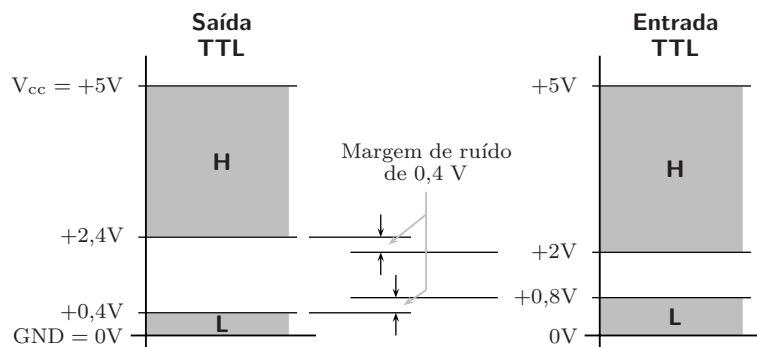 Saída
TTL
V_cc = +5V
H
+2,4V
+0,4V
L
GND = 0V
Margem de ruído
de 0,4 V
Entrada
TTL
+5V
H
+2V
+0,8V
L
0V